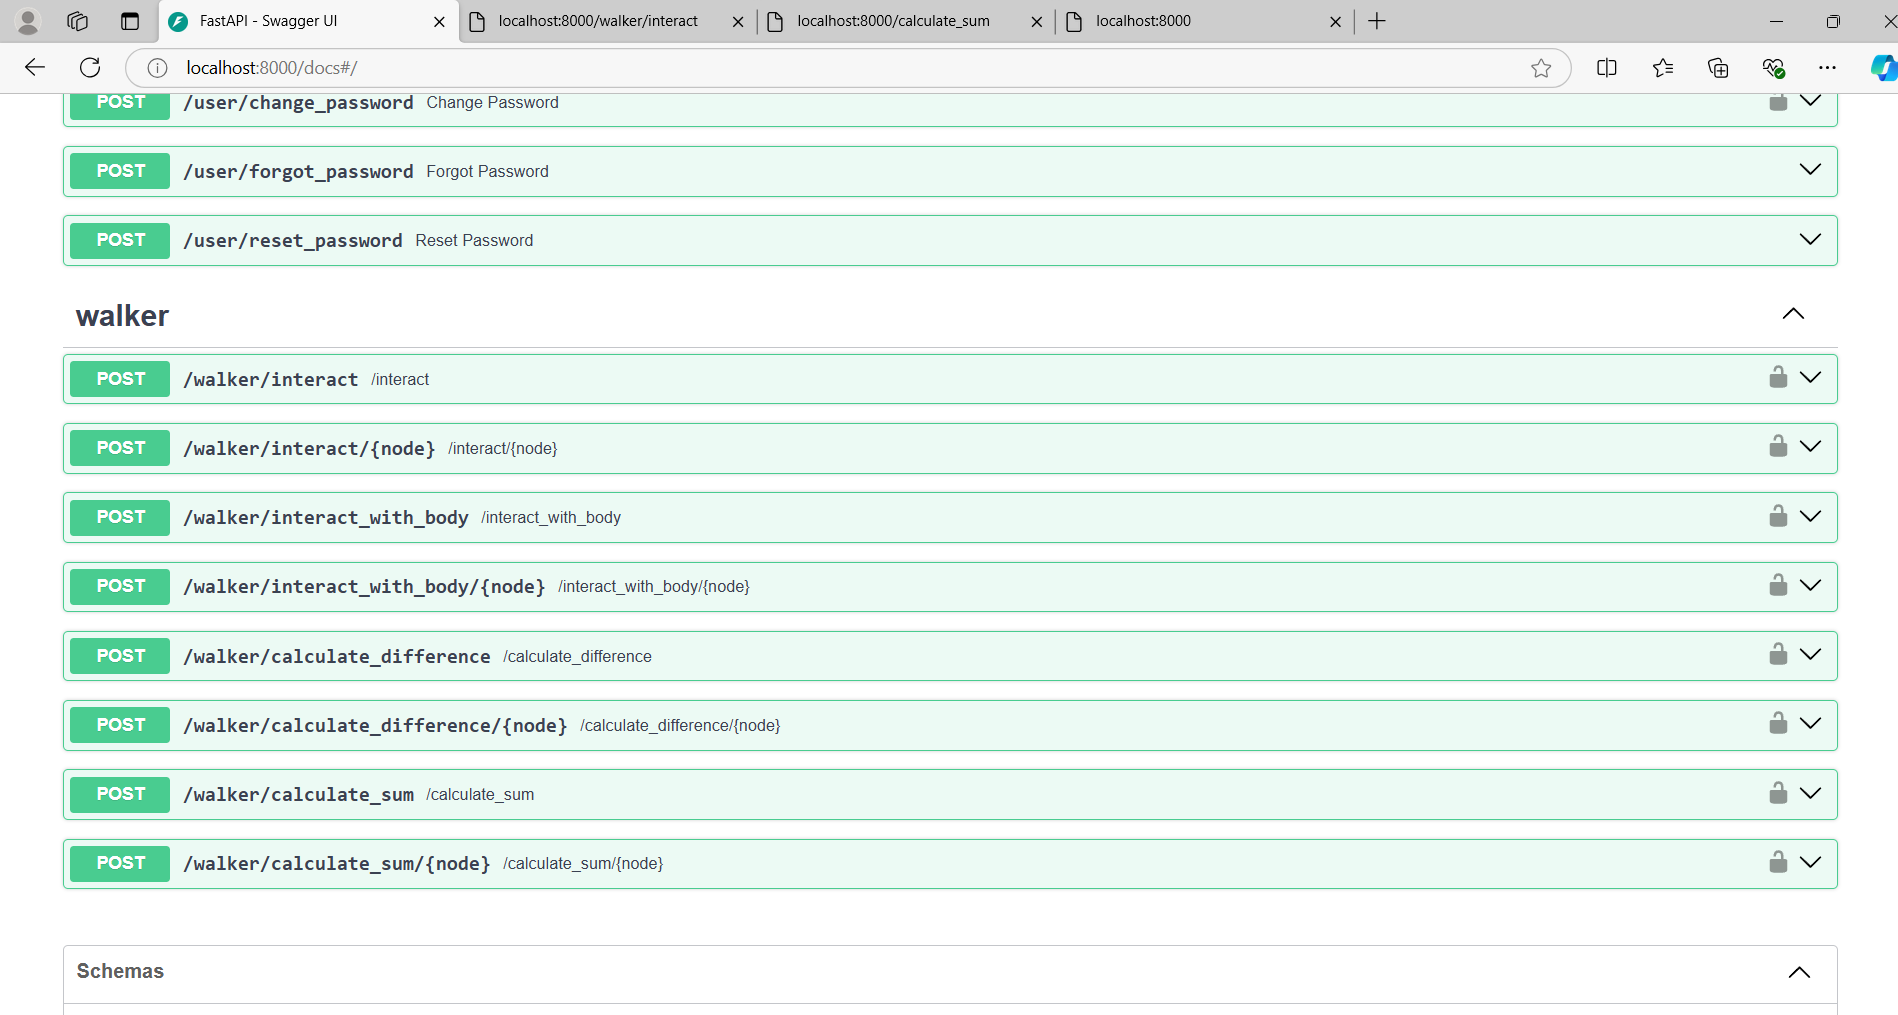 FastAPI - Swagger UI
localhost:8000/walker/interact
localhost:8000/calculate_sum
localhost:8000
localhost:8000/docs#/
POST /user/change_password Change Password
POST /user/forgot_password Forgot Password
POST /user/reset_password Reset Password
walker
POST /walker/interact /interact
POST /walker/interact/{node} /interact/{node}
POST /walker/interact_with_body /interact_with_body
POST /walker/interact_with_body/{node} /interact_with_body/{node}
POST /walker/calculate_difference /calculate_difference
POST /walker/calculate_difference/{node} /calculate_difference/{node}
POST /walker/calculate_sum /calculate_sum
POST /walker/calculate_sum/{node} /calculate_sum/{node}
Schemas